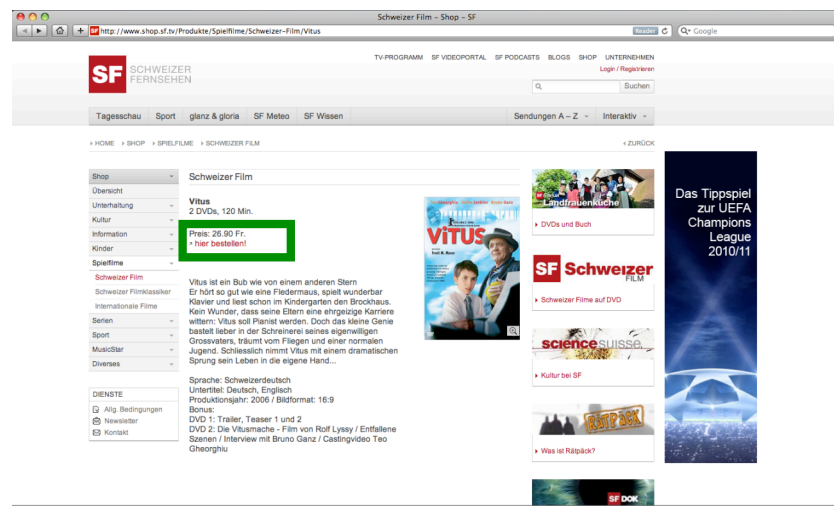 Schweizer Film – Shop – SF
http://www.shop.sf.tv/Produkte/Spielfilme/Schweizer-Film/Vitus
Reader
Google
TV-PROGRAMM SF VIDEOPORTAL SF PODCASTS BLOGS SHOP UNTERNEHMEN
Login / Registrieren
SF SCHWEIZER
FERNSEHEN
Suchen
Tagesschau Sport glanz & gloria SF Meteo SF Wissen Sendungen A – Z Interaktiv
HOME SHOP SPIELFILME SCHWEIZER FILM ZURÜCK
Shop
Übersicht
Unterhaltung
Kultur
Information
Kinder
Spielfilme
Schweizer Film
Schweizer Filmklassiker
Internationale Filme
Serien
Sport
MusicStar
Diverses
DIENSTE
Allg. Bedingungen
Newsletter
Kontakt
Schweizer Film
Vitus
2 DVDs, 120 Min.
Preis: 26.90 Fr.
hier bestellen!
Vitus ist ein Bub wie von einem anderen Stern
Er hört so gut wie eine Fledermaus, spielt wunderbar
Klavier und liest schon im Kindergarten den Brockhaus.
Kein Wunder, dass seine Eltern eine ehrgeizige Karriere
wittern: Vitus soll Pianist werden. Doch das kleine Genie
bastelt lieber in der Schreinerei seines eigenwilligen
Grossvaters, träumt vom Fliegen und einer normalen
Jugend. Schliesslich nimmt Vitus mit einem dramatischen
Sprung sein Leben in die eigene Hand...
Sprache: Schweizerdeutsch
Untertitel: Deutsch, Englisch
Produktionsjahr: 2006 / Bildformat: 16:9
Bonus:
DVD 1: Trailer, Teaser 1 und 2
DVD 2: Die Vitusmache - Film von Rolf Lyssy / Entfallene
Szenen / Interview mit Bruno Ganz / Castingvideo Teo
Gheorghiu
ViTUS
Landfrauenküche
DVDs und Buch
SF Schweizer
FILM
Schweizer Filme auf DVD
sciencesuisse
Kultur bei SF
RÄTPÄCK
Was ist Rätpäck?
SF DOK
Das Tippspiel
zur UEFA
Champions
League
2010/11